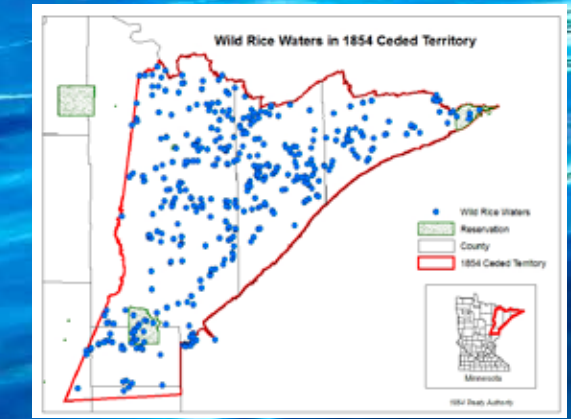 Wild Rice Waters in 1854 Ceded Territory
Wild Rice Waters
Reservation
County
1854 Ceded Territory
Minnesota
1854 Treaty Authority